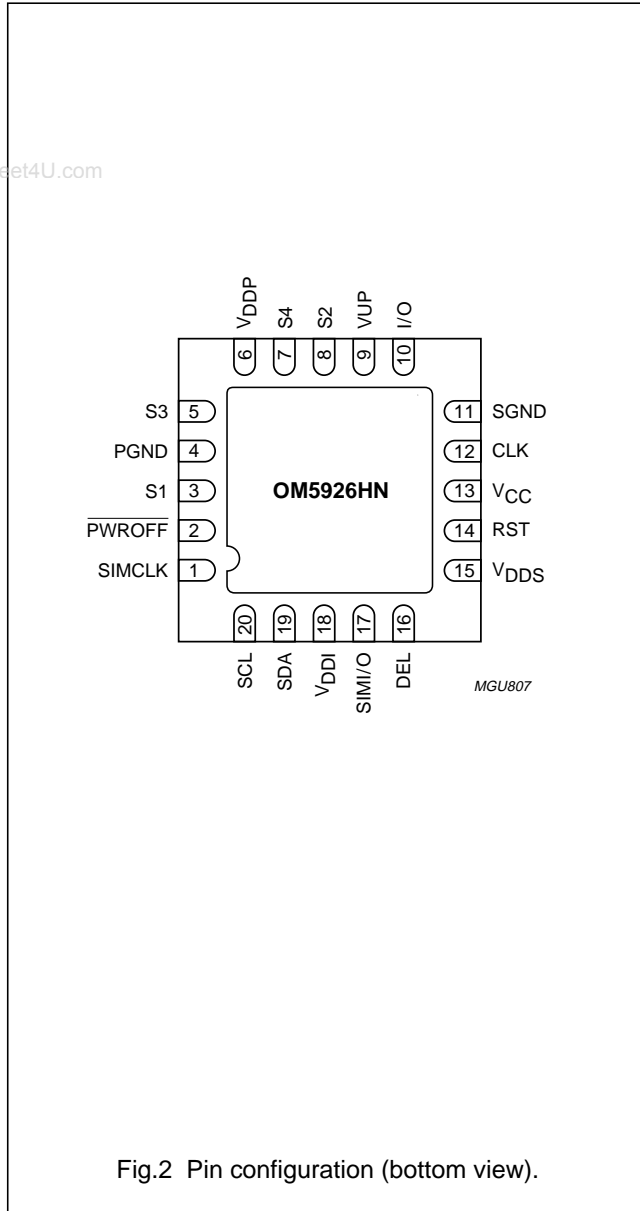 eet4U.com
VDDP S4 S2 VUP I/O
6 7 8 9 10
S3 5
PGND 4
S1 3
P̅W̅R̅O̅F̅F̅ 2
SIMCLK 1
OM5926HN
11 SGND
12 CLK
13 VCC
14 RST
15 VDDS
20 19 18 17 16
SCL SDA VDDI SIMI/O DEL
MGU807
Fig.2 Pin configuration (bottom view).